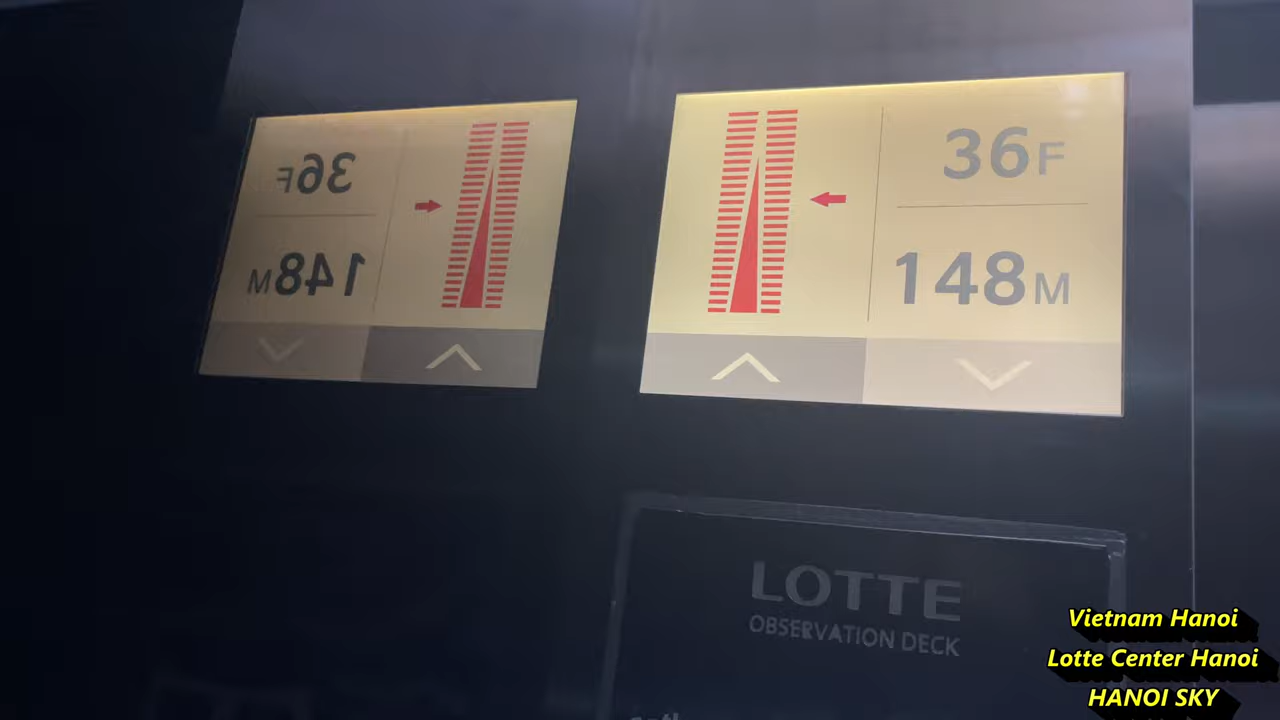 36F
148M
36F
148M
LOTTE
OBSERVATION DECK
Vietnam Hanoi
Lotte Center Hanoi
HANOI SKY